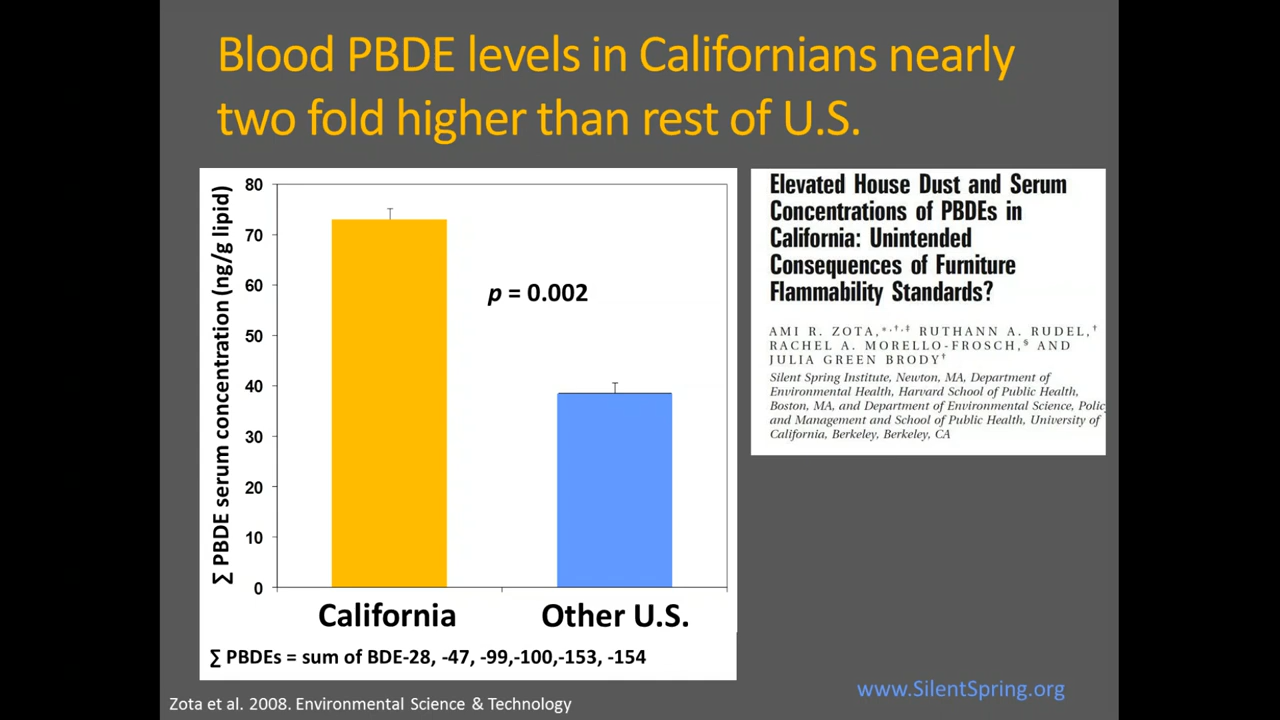 Blood PBDE levels in Californians nearly
two fold higher than rest of U.S.
∑ PBDE serum concentration (ng/g lipid)
80
70
60
50
40
30
20
10
0
p = 0.002
California
Other U.S.
∑ PBDEs = sum of BDE-28, -47, -99,-100,-153, -154
Elevated House Dust and Serum
Concentrations of PBDEs in
California: Unintended
Consequences of Furniture
Flammability Standards?
AMI R. ZOTA,*,†,‡ RUTHANN A. RUDEL,†
RACHEL A. MORELLO-FROSCH,§ AND
JULIA GREEN BRODY†
Silent Spring Institute, Newton, MA, Department of
Environmental Health, Harvard School of Public Health,
Boston, MA, and Department of Environmental Science, Polic
and Management and School of Public Health, University of
California, Berkeley, Berkeley, CA
www.SilentSpring.org
Zota et al. 2008. Environmental Science & Technology